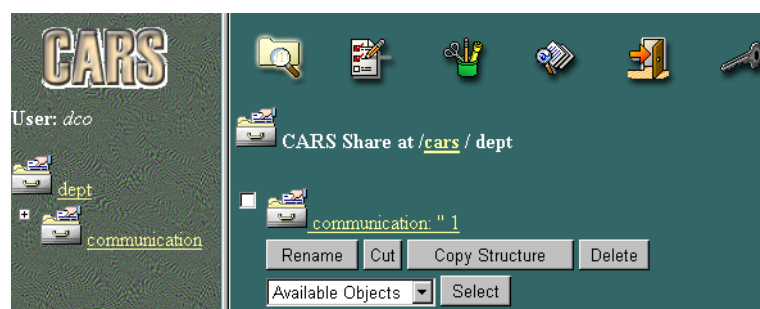 CARS
User: dco
dept
communication
CARS Share at /cars / dept
communication: " 1
Rename Cut Copy Structure Delete
Available Objects Select